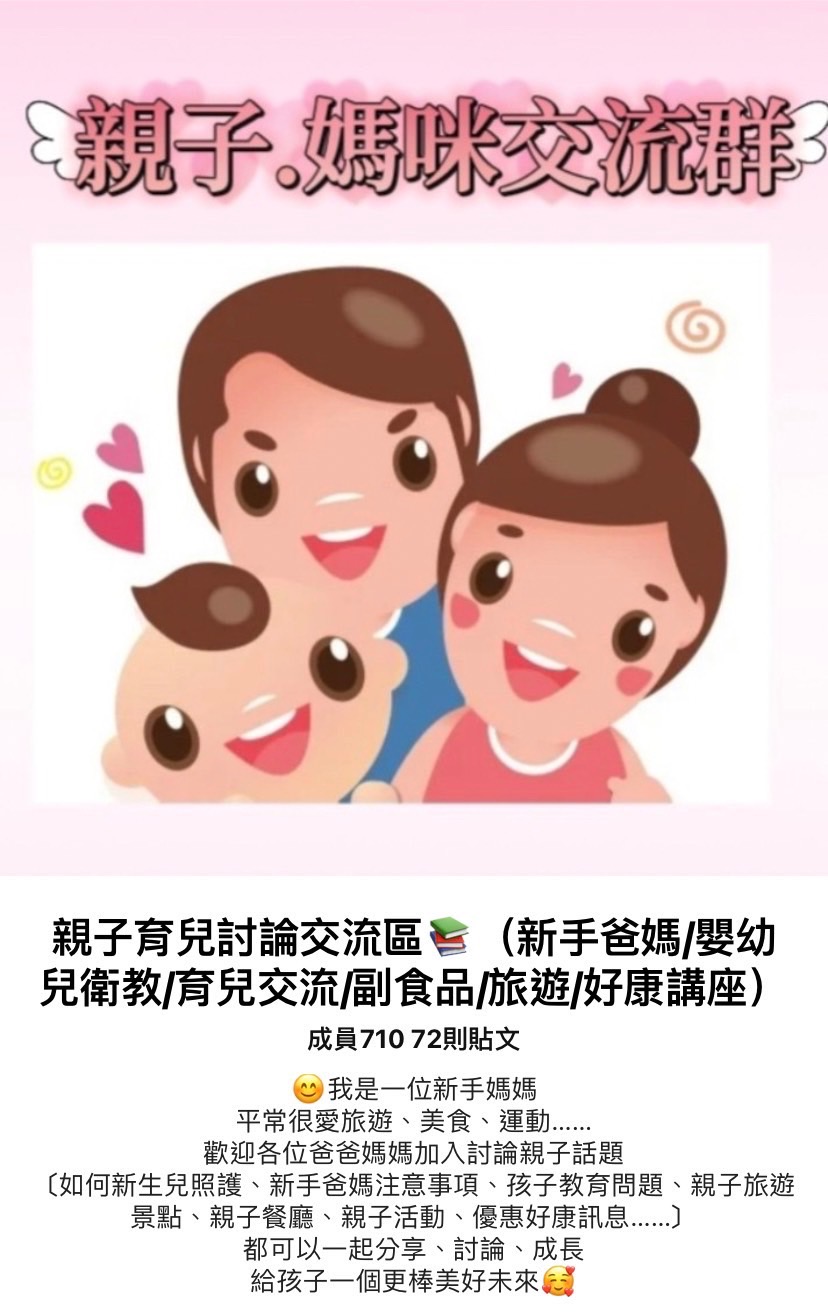 親子.媽咪交流群
親子育兒討論交流區📚（新手爸媽/嬰幼
兒衛教/育兒交流/副食品/旅遊/好康講座）
成員710 72則貼文
😊我是一位新手媽媽
平常很愛旅遊、美食、運動......
歡迎各位爸爸媽媽加入討論親子話題
〔如何新生兒照護、新手爸媽注意事項、孩子教育問題、親子旅遊
景點、親子餐廳、親子活動、優惠好康訊息......〕
都可以一起分享、討論、成長
給孩子一個更棒美好未來🥰